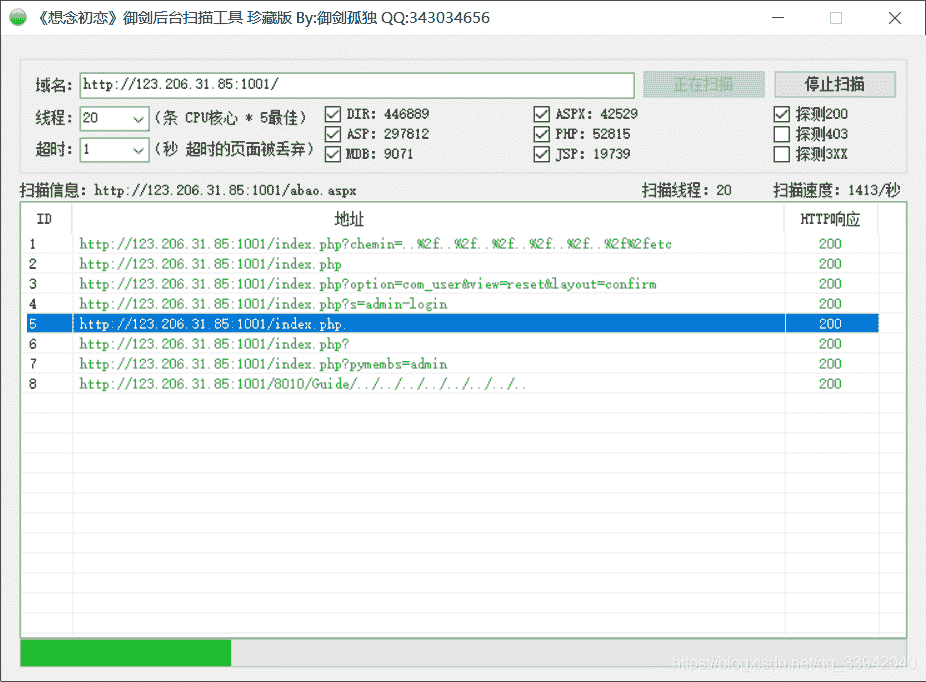 《想念初恋》御剑后台扫描工具 珍藏版 By:御剑孤独 QQ:343034656
域名: http://123.206.31.85:1001/ 正在扫描 停止扫描
线程: 20 (条 CPU核心 * 5最佳) DIR: 446889 ASPX: 42529 探测200
ASP: 297812 PHP: 52815 探测403
超时: 1 (秒 超时的页面被丢弃) MDB: 9071 JSP: 19739 探测3XX
扫描信息: http://123.206.31.85:1001/abao.aspx 扫描线程: 20 扫描速度: 1413/秒
ID 地址 HTTP响应
1 http://123.206.31.85:1001/index.php?chemin=..%2f..%2f..%2f..%2f..%2f..%2f%2fetc 200
2 http://123.206.31.85:1001/index.php 200
3 http://123.206.31.85:1001/index.php?option=com_user&view=reset&layout=confirm 200
4 http://123.206.31.85:1001/index.php?s=admin-login 200
5 http://123.206.31.85:1001/index.php. 200
6 http://123.206.31.85:1001/index.php? 200
7 http://123.206.31.85:1001/index.php?pymembs=admin 200
8 http://123.206.31.85:1001/8010/Guide/../../../../../../../.. 200
https://blog.csdn.net/qq_33942040